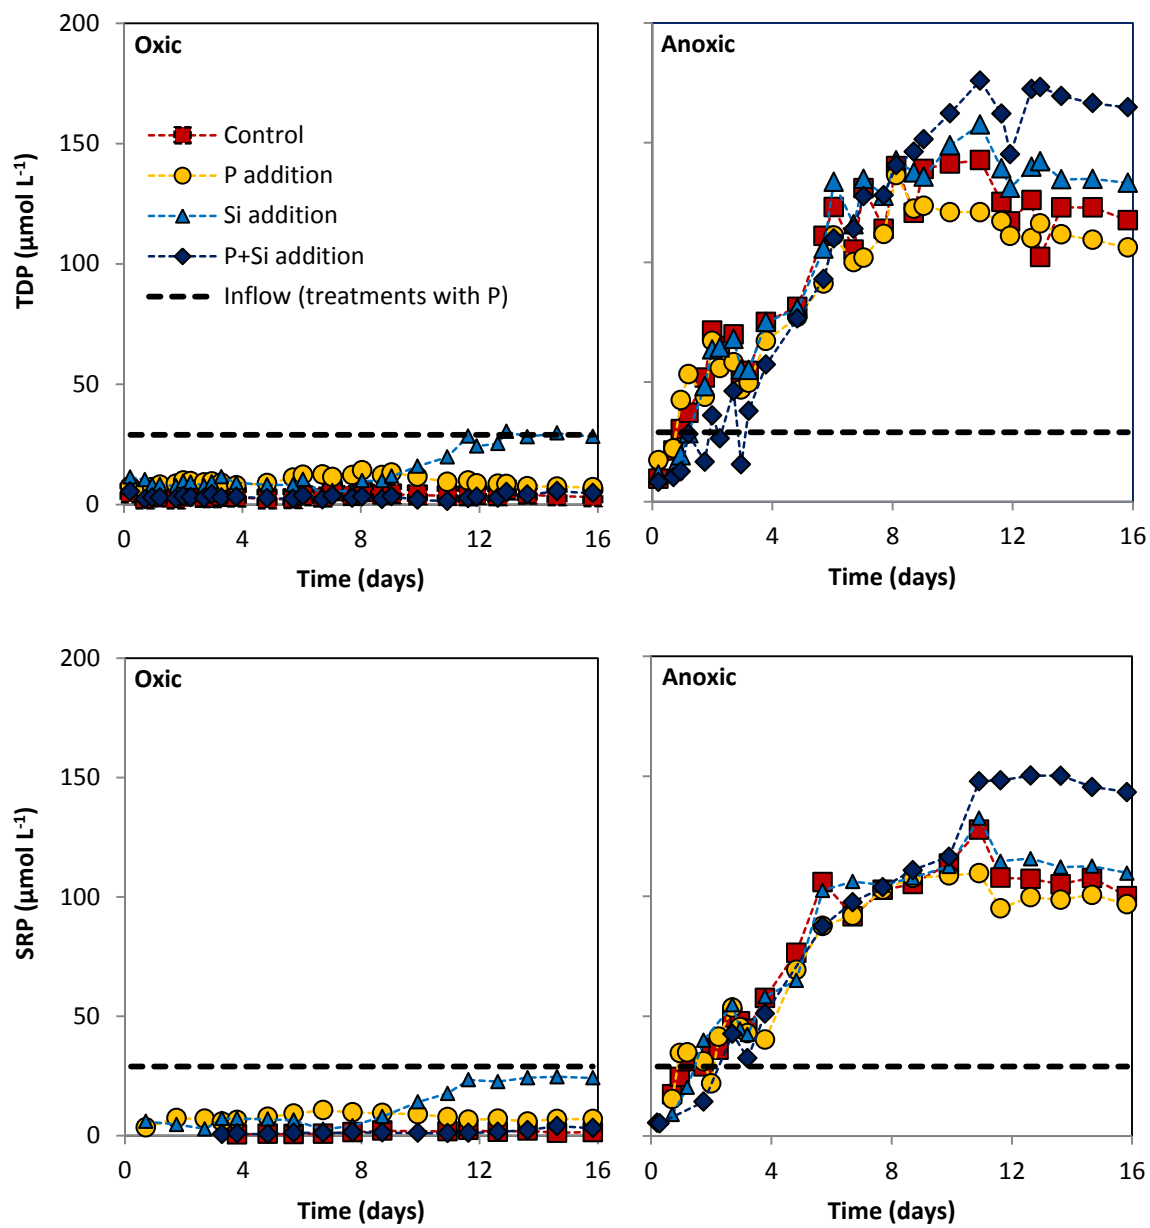 200
150
100
50
0
TDP (µmol L⁻¹)
Oxic
Control
P addition
Si addition
P+Si addition
Inflow (treatments with P)
0 4 8 12 16
Time (days)
Anoxic
0 4 8 12 16
Time (days)
200
150
100
50
0
SRP (µmol L⁻¹)
Oxic
0 4 8 12 16
Time (days)
Anoxic
0 4 8 12 16
Time (days)